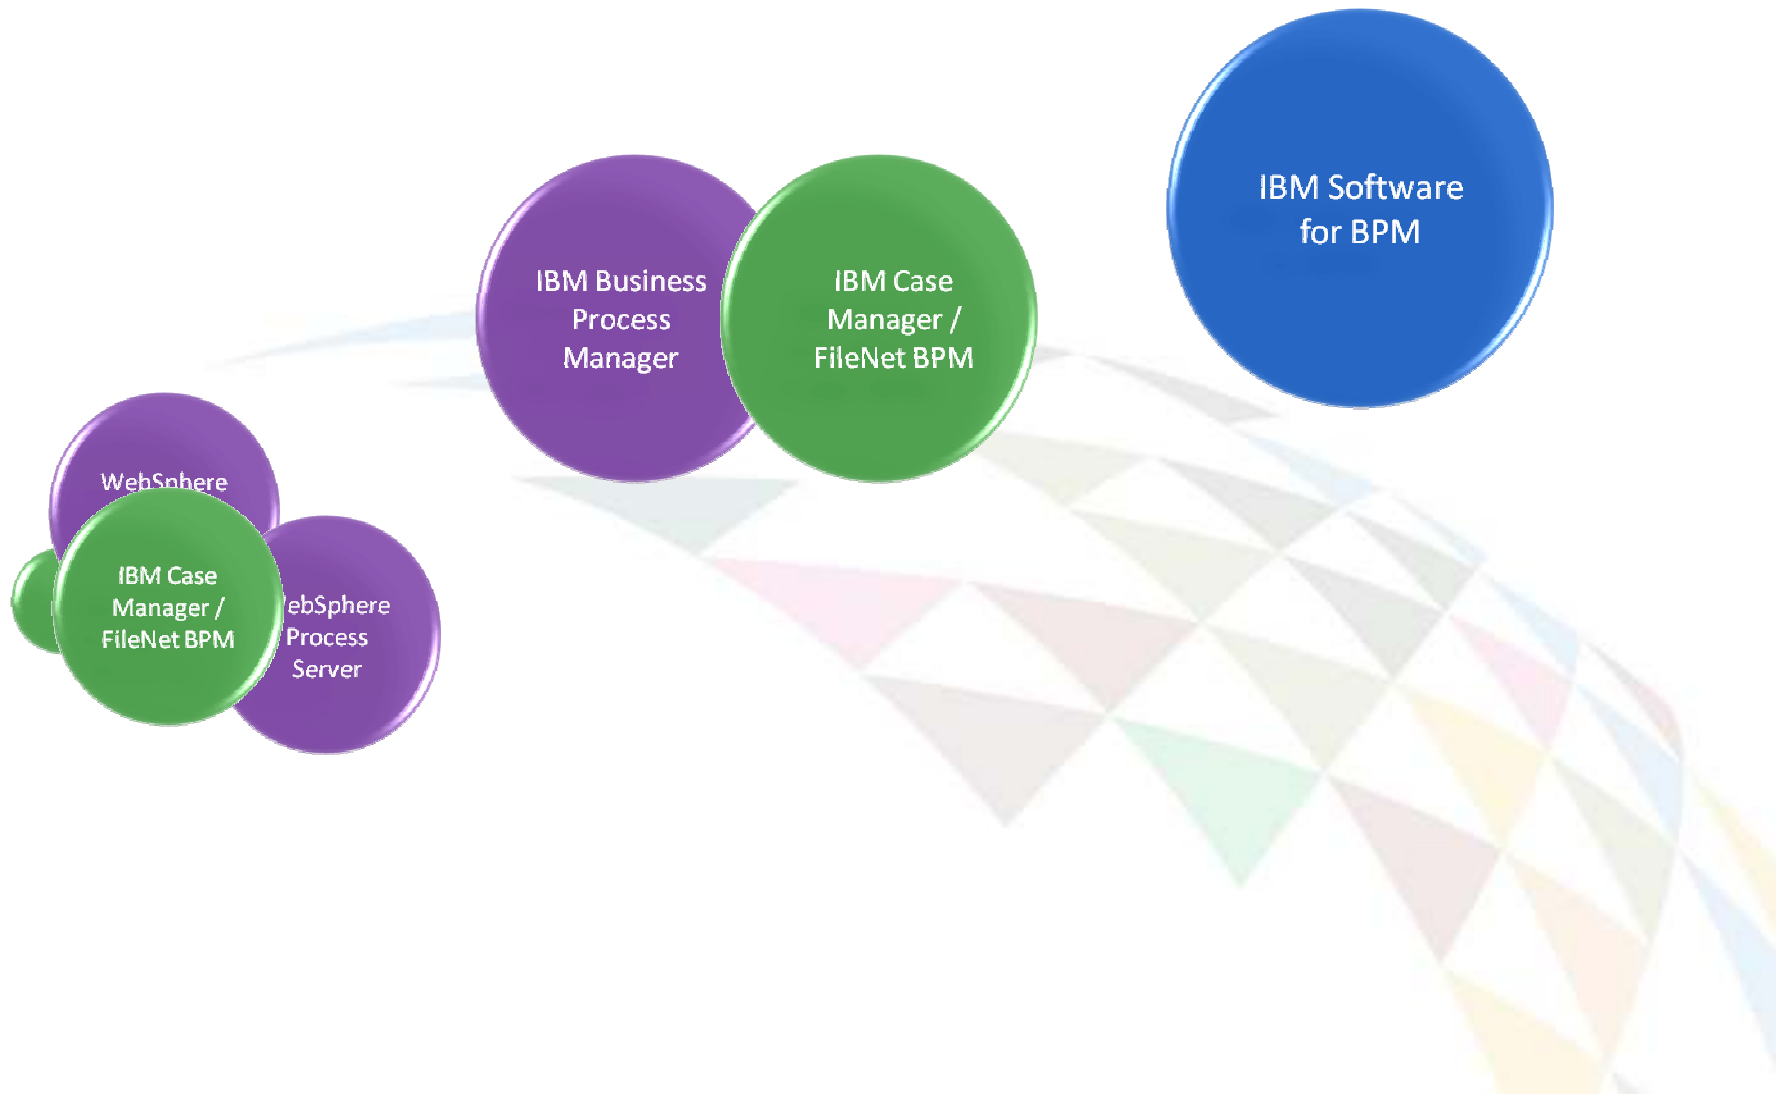 IBM Software
for BPM
IBM Business
Process
Manager
IBM Case
Manager /
FileNet BPM
WebSphere
IBM Case
Manager /
FileNet BPM
ebSphere
Process
Server